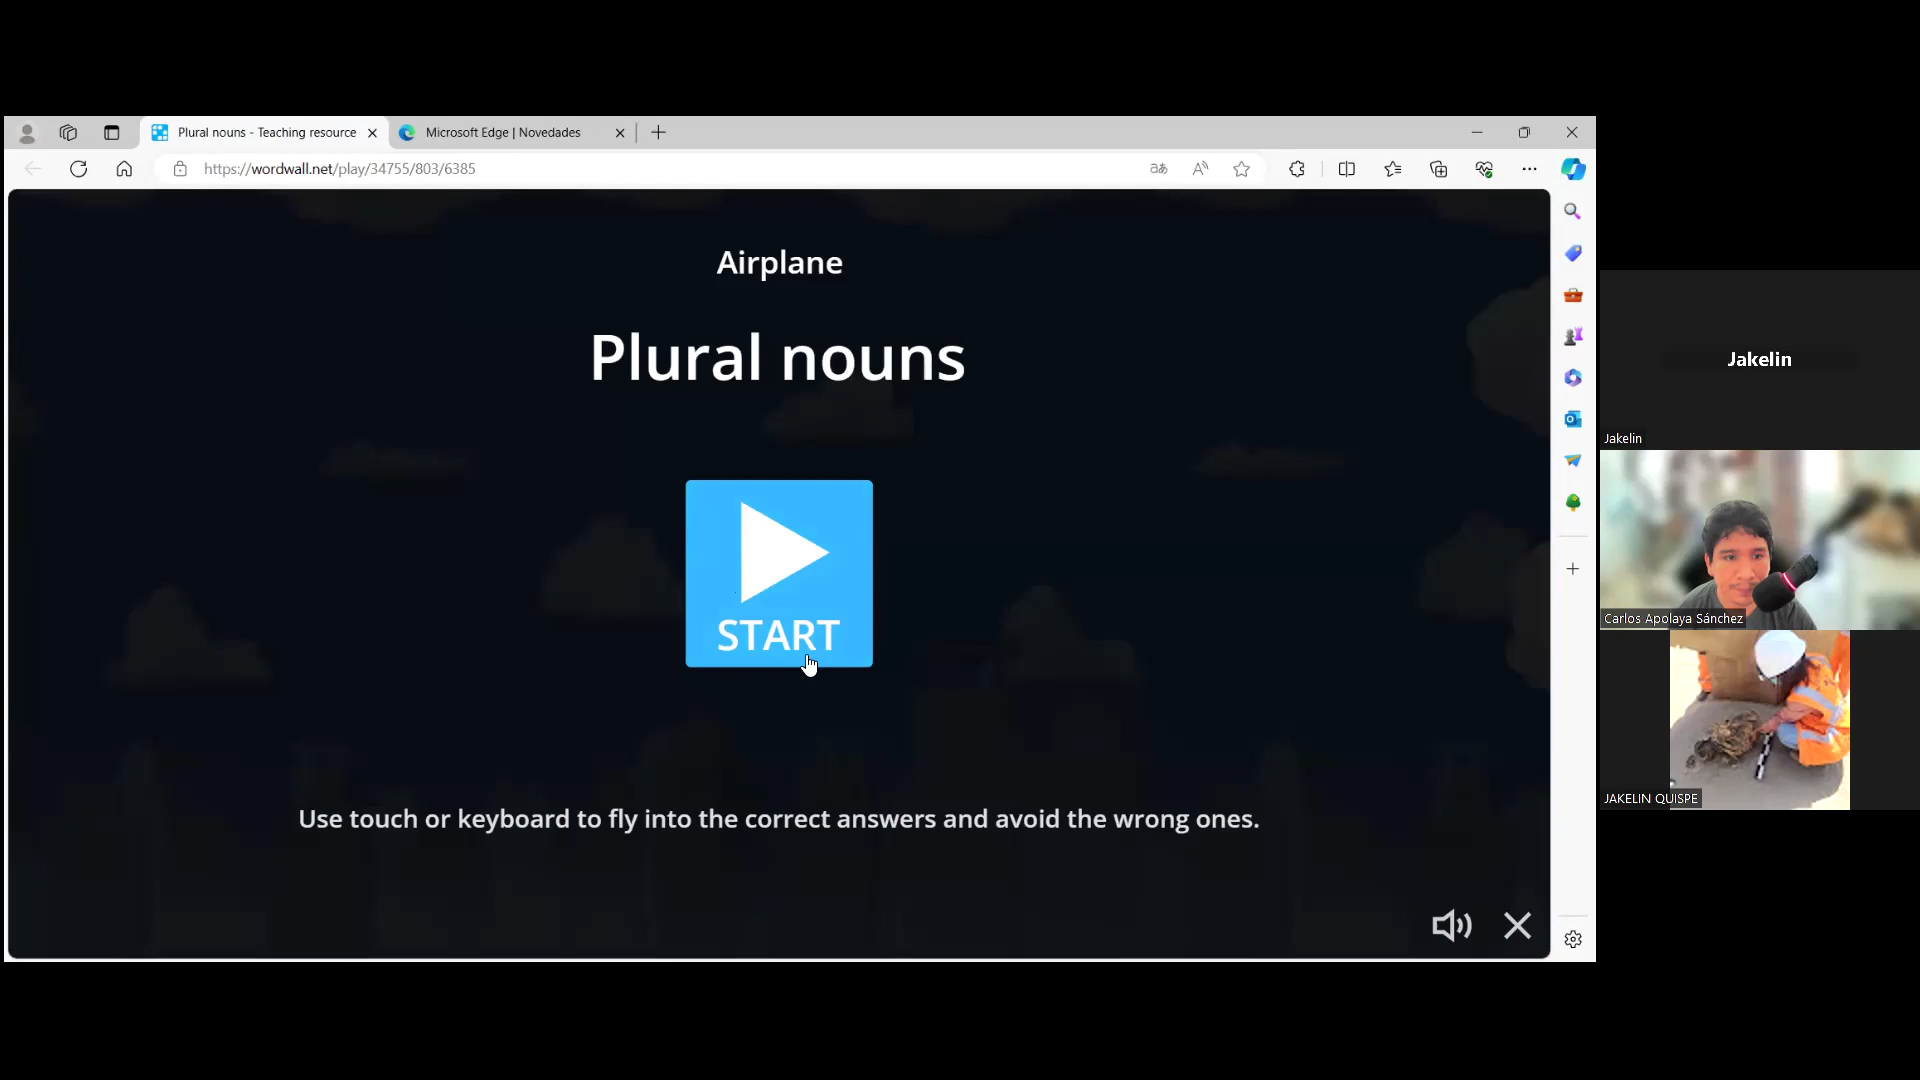 Plural nouns - Teaching resource
Microsoft Edge | Novedades
https://wordwall.net/play/34755/803/6385
Airplane
Plural nouns
START
Use touch or keyboard to fly into the correct answers and avoid the wrong ones.
Jakelin
Jakelin
Carlos Apolaya Sánchez
JAKELIN QUISPE